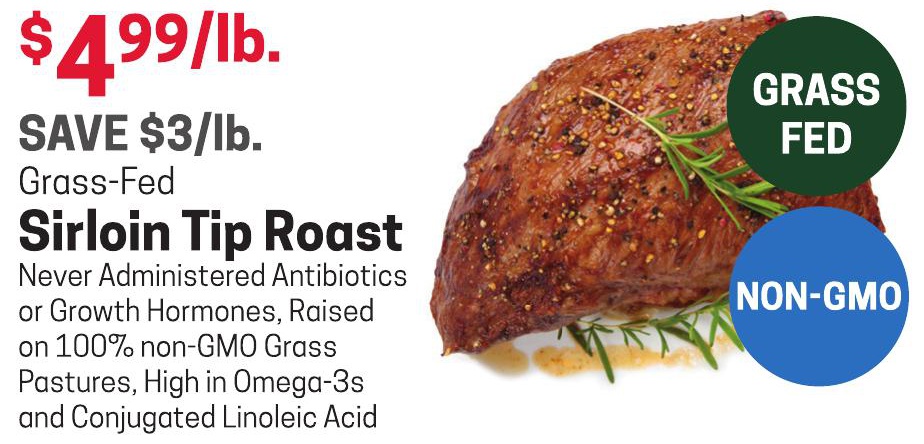 $4.99/lb.
SAVE $3/lb.
Grass-Fed
Sirloin Tip Roast
Never Administered Antibiotics
or Growth Hormones, Raised
on 100% non-GMO Grass
Pastures, High in Omega-3s
and Conjugated Linoleic Acid
GRASS
FED
NON-GMO